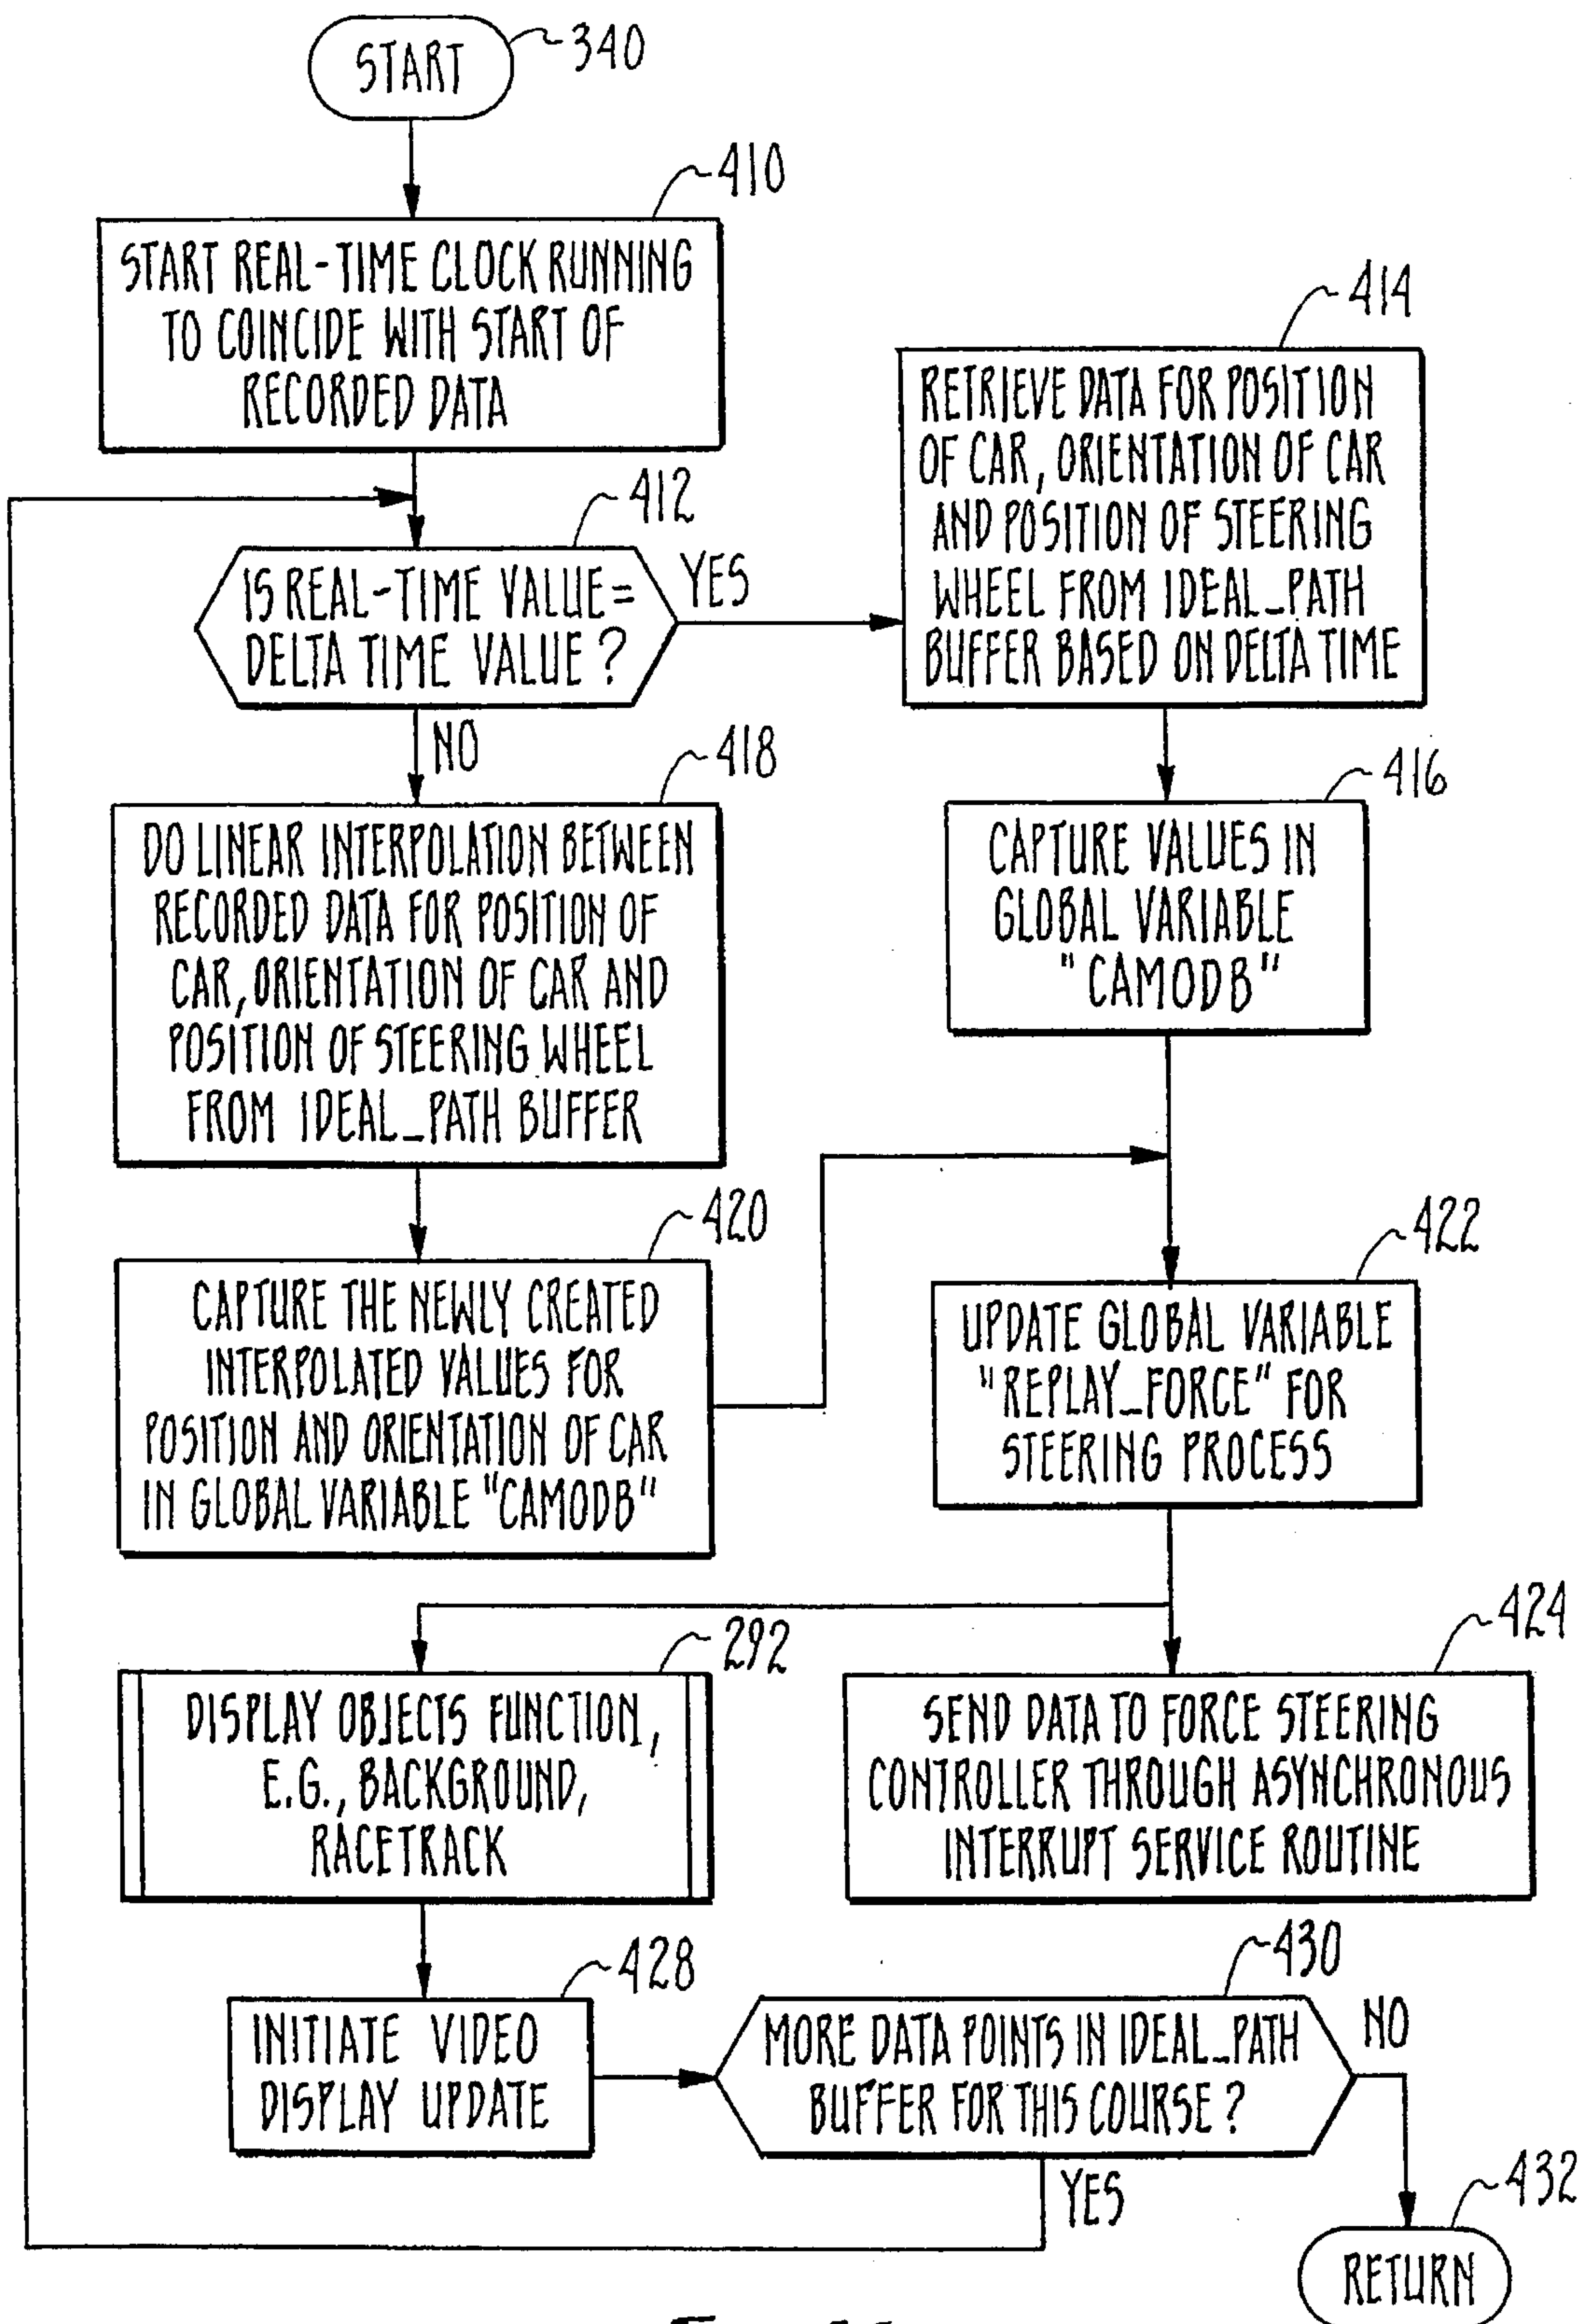 START
340
410
START REAL-TIME CLOCK RUNNING
TO COINCIDE WITH START OF
RECORDED DATA
412
IS REAL-TIME VALUE=
DELTA TIME VALUE?
YES
NO
414
RETRIEVE DATA FOR POSITION
OF CAR, ORIENTATION OF CAR
AND POSITION OF STEERING
WHEEL FROM IDEAL_PATH
BUFFER BASED ON DELTA TIME
416
CAPTURE VALUES IN
GLOBAL VARIABLE
"CAMODB"
418
DO LINEAR INTERPOLATION BETWEEN
RECORDED DATA FOR POSITION OF
CAR, ORIENTATION OF CAR AND
POSITION OF STEERING WHEEL
FROM IDEAL_PATH BUFFER
420
CAPTURE THE NEWLY CREATED
INTERPOLATED VALUES FOR
POSITION AND ORIENTATION OF CAR
IN GLOBAL VARIABLE "CAMODB"
422
UPDATE GLOBAL VARIABLE
"REPLAY_FORCE" FOR
STEERING PROCESS
292
DISPLAY OBJECTS FUNCTION,
E.G., BACKGROUND,
RACETRACK
424
SEND DATA TO FORCE STEERING
CONTROLLER THROUGH ASYNCHRONOUS
INTERRUPT SERVICE ROUTINE
428
INITIATE VIDEO
DISPLAY UPDATE
430
MORE DATA POINTS IN IDEAL_PATH
BUFFER FOR THIS COURSE?
NO
YES
432
RETURN